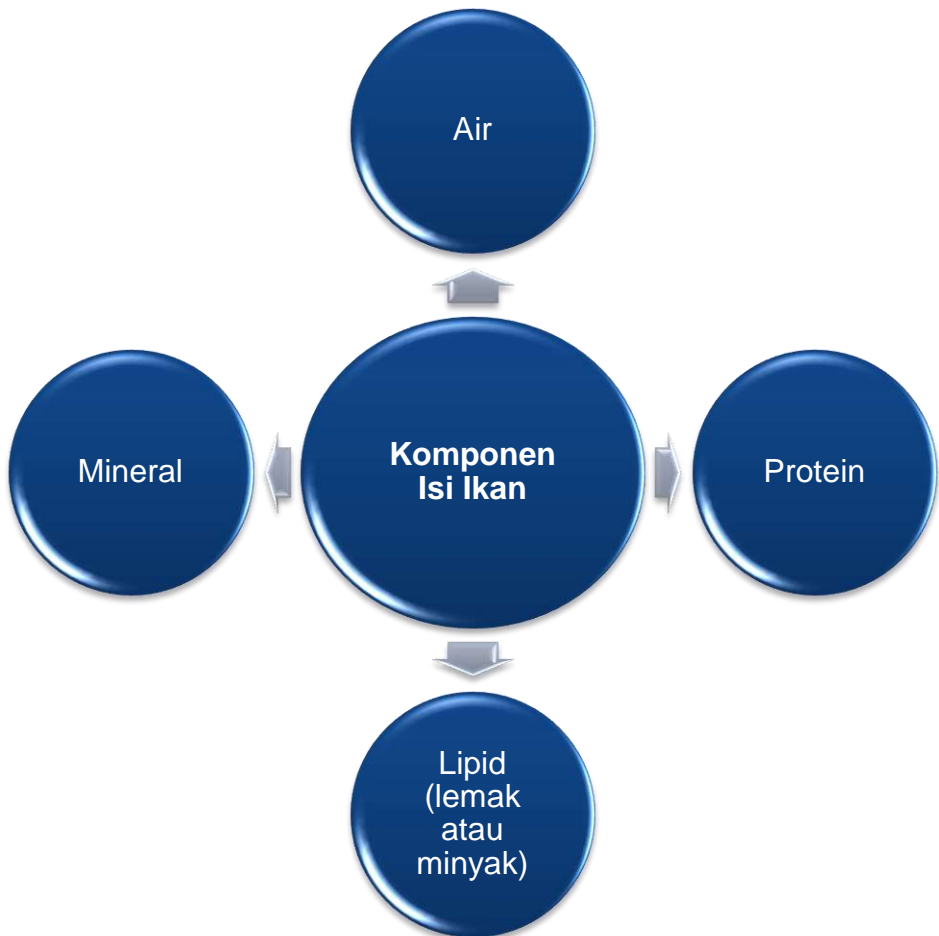 Air
Mineral
Komponen
Isi Ikan
Protein
Lipid
(lemak
atau
minyak)